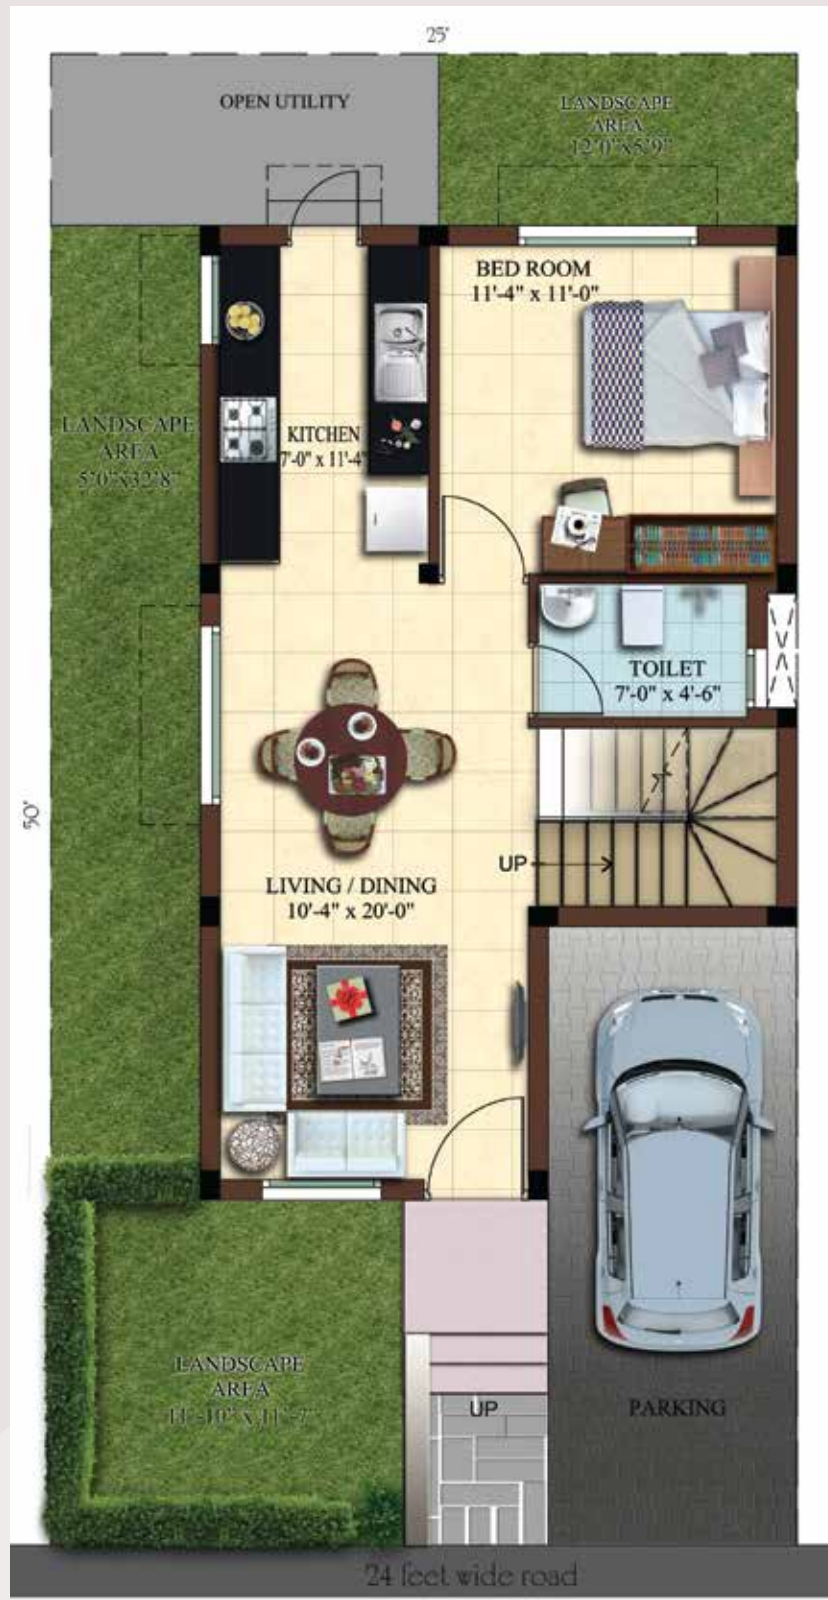 25'
OPEN UTILITY
LANDSCAPE
AREA
12'0"x5'9"
BED ROOM
11'-4" x 11'-0"
LANDSCAPE
AREA
5'0"x32'8"
KITCHEN
7'-0" x 11'-4"
TOILET
7'-0" x 4'-6"
50'
UP
LIVING / DINING
10'-4" x 20'-0"
LANDSCAPE
AREA
11'-10" x 11'-7"
UP
PARKING
24 feet wide road